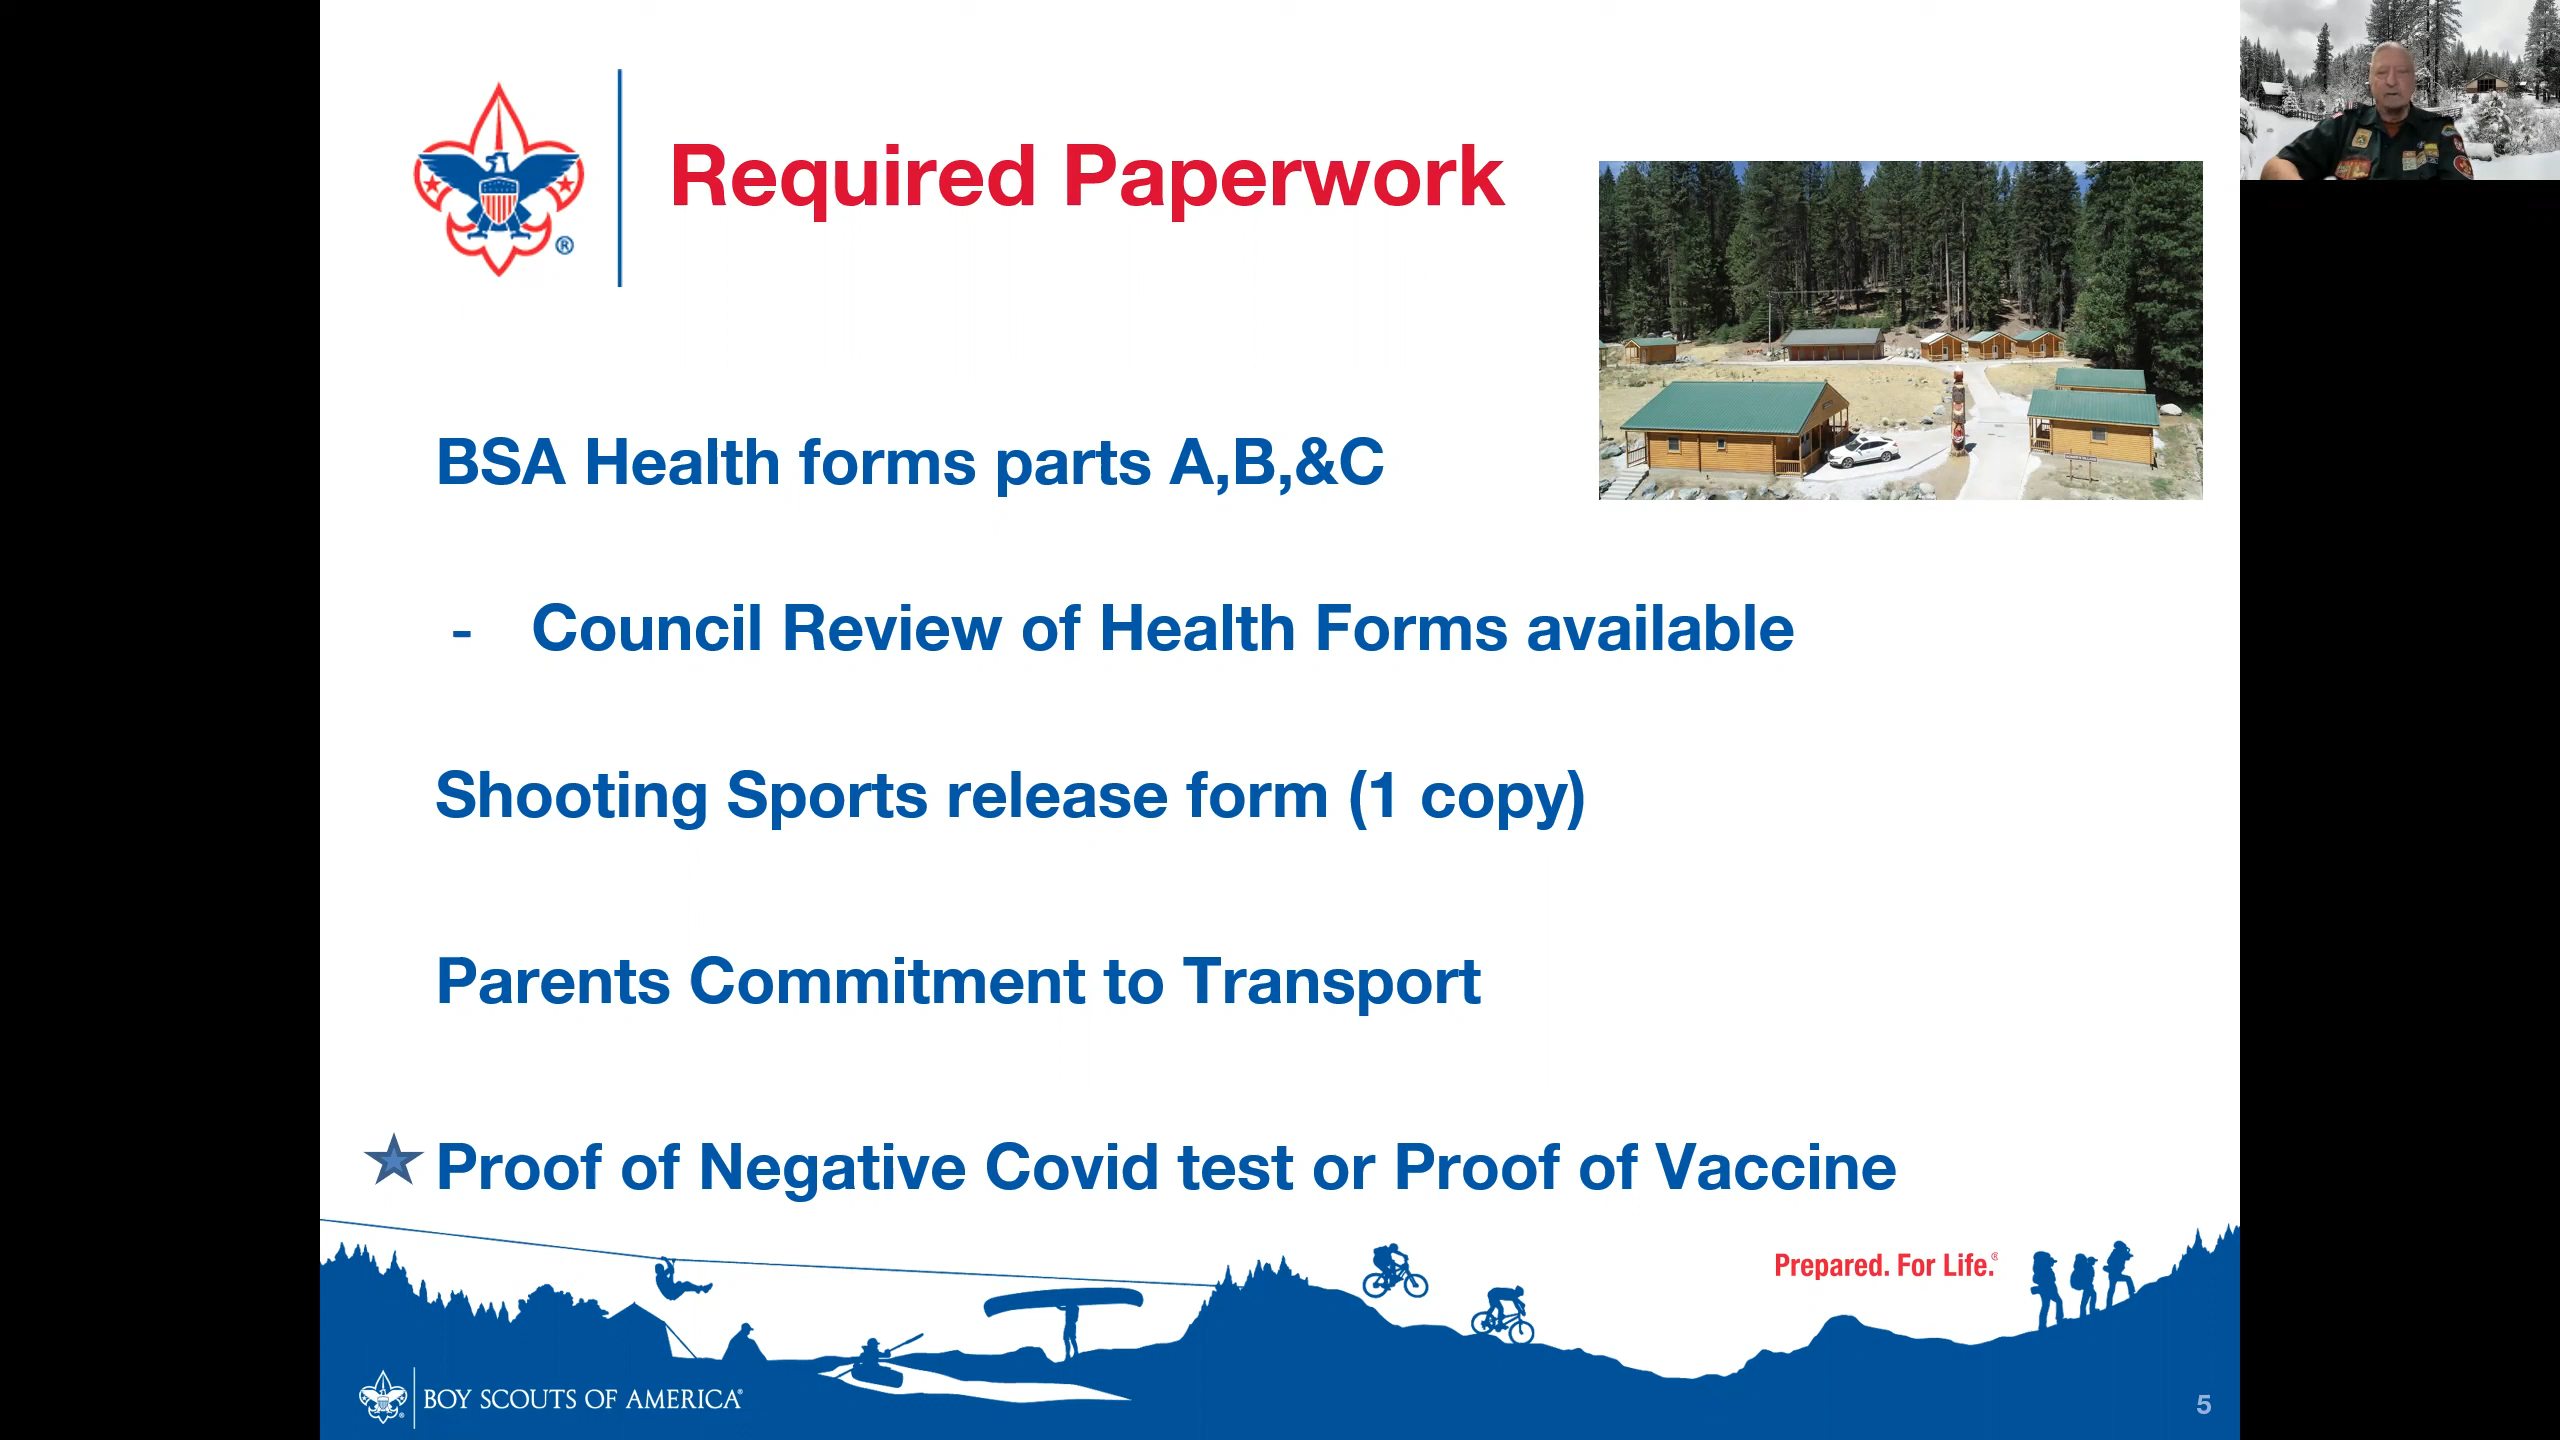 Required Paperwork
BSA Health forms parts A,B,&C
- Council Review of Health Forms available
Shooting Sports release form (1 copy)
Parents Commitment to Transport
Proof of Negative Covid test or Proof of Vaccine
Prepared. For Life.®
BOY SCOUTS OF AMERICA®
5